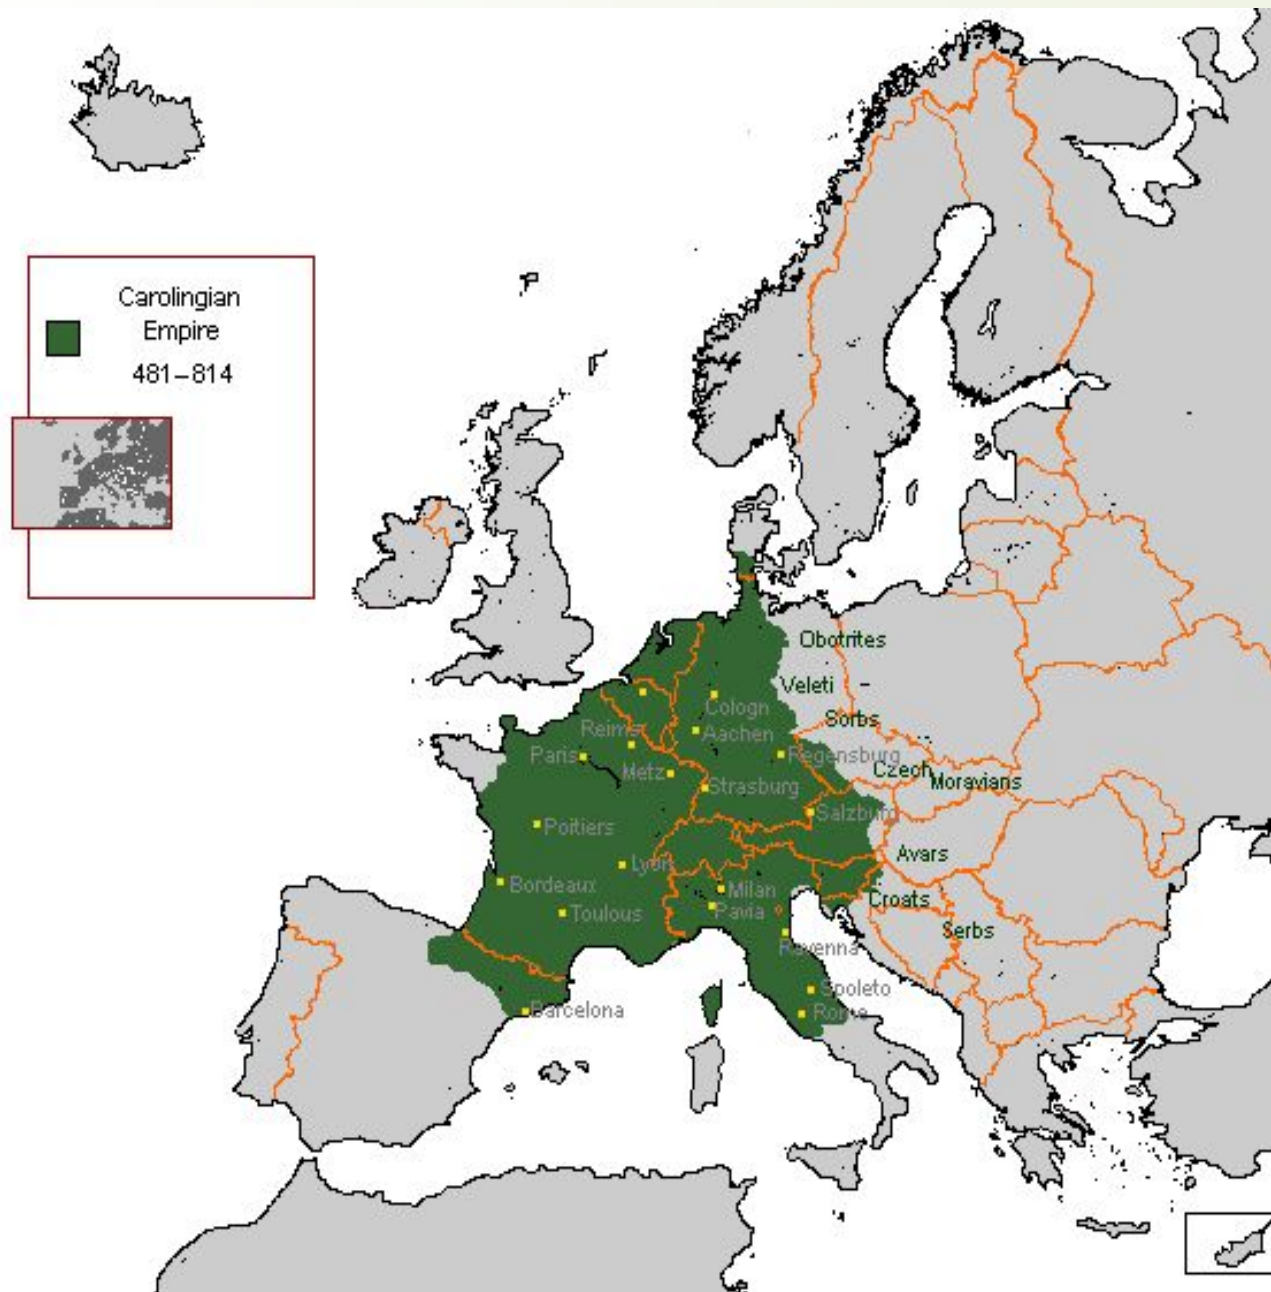 Carolingian
Empire
481–814
Obotrites
Veleti
Cologn
Sorbs
Reims
Aachen
Paris
Regensburg
Metz
Czech
Moravians
Strasburg
Salzburg
Poitiers
Avars
Lyon
Bordeaux
Milan
Croats
Toulous
Pavia
Serbs
Ravenna
Spoleto
Barcelona
Rome